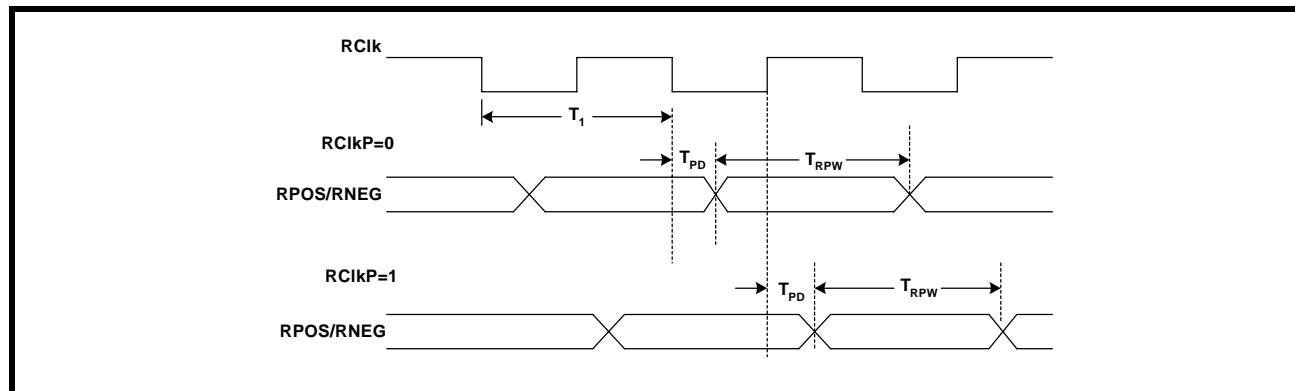 RClk
T1
RClkP=0
TPD TRPW
RPOS/RNEG
RClkP=1
TPD TRPW
RPOS/RNEG